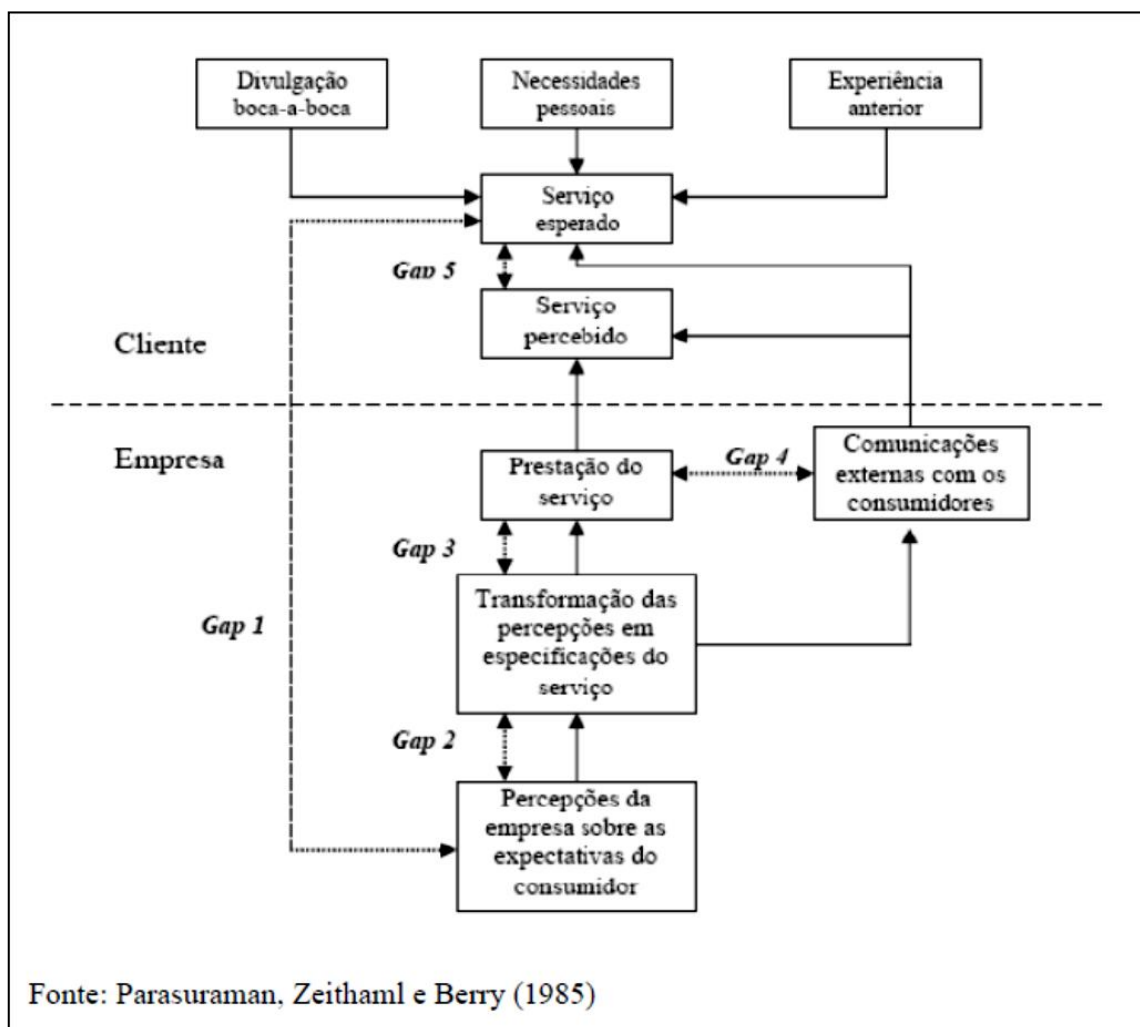 Divulgação
boca-a-boca
Necessidades
pessoais
Experiência
anterior
Serviço
esperado
Gap 5
Serviço
percebido
Cliente
Empresa
Prestação do
serviço
Gap 4
Comunicações
externas com os
consumidores
Gap 3
Transformação das
percepções em
especificações do
serviço
Gap 1
Gap 2
Percepções da
empresa sobre as
expectativas do
consumidor
Fonte: Parasuraman, Zeithaml e Berry (1985)